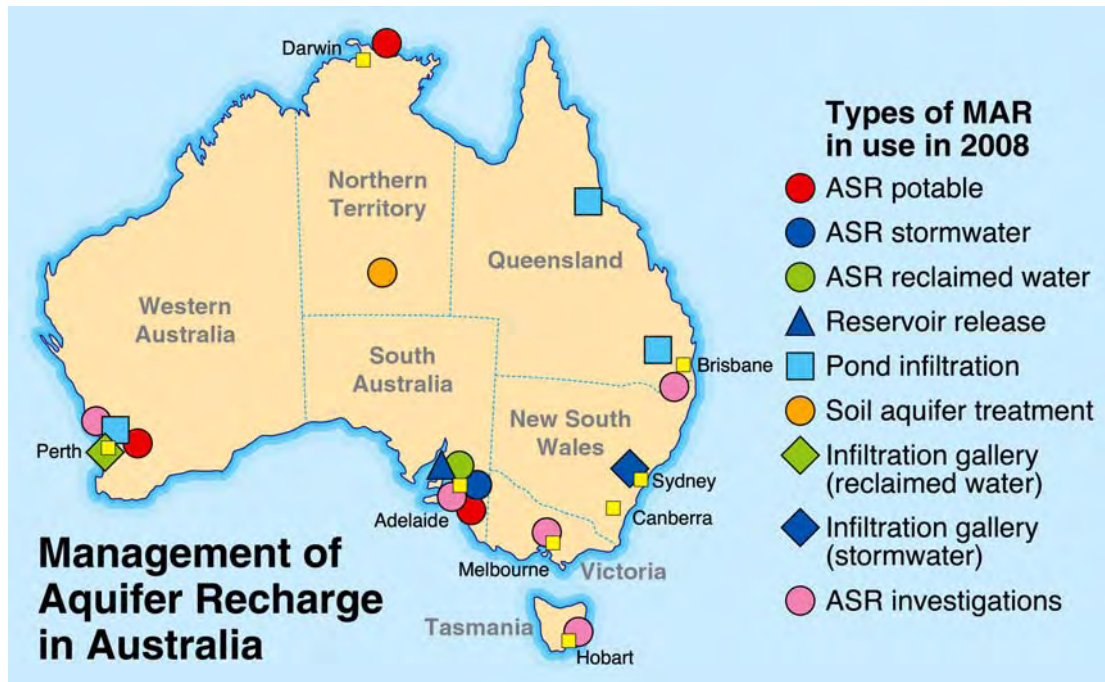 Darwin
Northern
Territory
Queensland
Western
Australia
South
Australia
Brisbane
New South
Wales
Perth
Sydney
Adelaide
Canberra
Melbourne
Victoria
Tasmania
Hobart
Management of
Aquifer Recharge
in Australia
Types of MAR
in use in 2008
ASR potable
ASR stormwater
ASR reclaimed water
Reservoir release
Pond infiltration
Soil aquifer treatment
Infiltration gallery
(reclaimed water)
Infiltration gallery
(stormwater)
ASR investigations